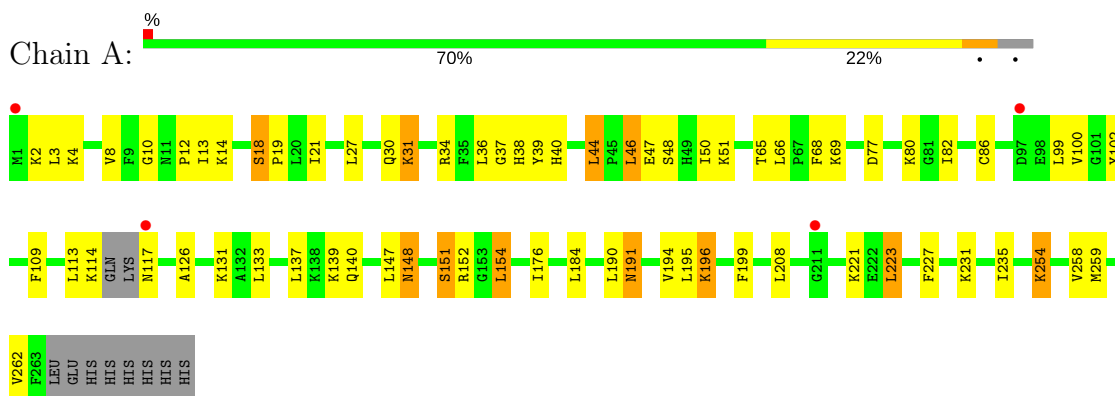 %
Chain A:
70% 22% • •
M1 K2 L3 K4 V8 F9 G10 N11 P12 I13 K14 S18 P19 L20 I21 L27 Q30 K31 R34 F35 L36 G37 H38 Y39 H40 L44 P45 L46 E47 S48 H49 I50 K51 T65 L66 P67 F68 K69 D77 K80 G81 I82 C86 D97 E98 L99 V100 G101
F109 L113 K114 GLN LYS N117 A126 K131 A132 L133 L137 K138 K139 Q140 L147 N148 S151 R152 G153 L154 I176 L184 L190 N191 V194 L195 K196 F199 L208 G211 K221 E222 L223 F227 K231 I235 K254 V258 M259
V262 F263 LEU GLU HIS HIS HIS HIS HIS HIS